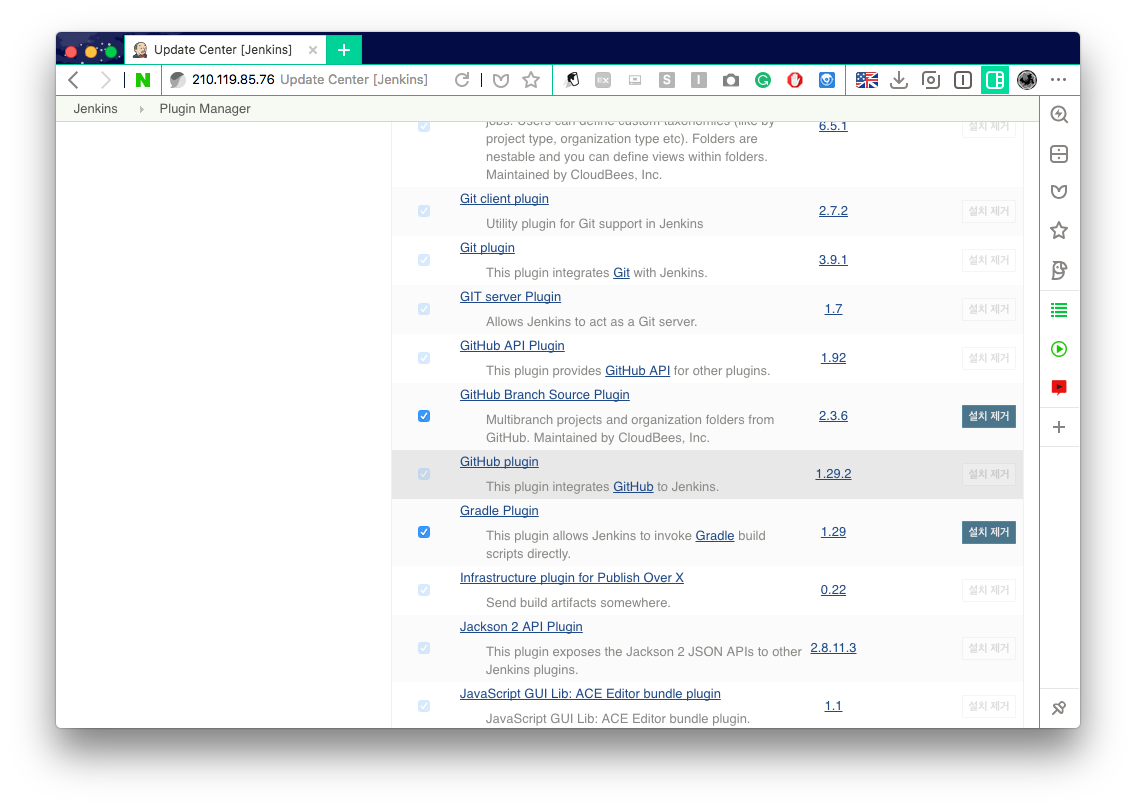 Update Center [Jenkins]
210.119.85.76 Update Center [Jenkins]
Jenkins Plugin Manager
jobs. Users can define custom taxonomies (like by
6.5.1
설치 제거
project type, organization type etc). Folders are
nestable and you can define views within folders.
Maintained by CloudBees, Inc.
Git client plugin
2.7.2
설치 제거
Utility plugin for Git support in Jenkins
Git plugin
3.9.1
설치 제거
This plugin integrates Git with Jenkins.
GIT server Plugin
1.7
설치 제거
Allows Jenkins to act as a Git server.
GitHub API Plugin
1.92
설치 제거
This plugin provides GitHub API for other plugins.
GitHub Branch Source Plugin
2.3.6
설치 제거
Multibranch projects and organization folders from
GitHub. Maintained by CloudBees, Inc.
GitHub plugin
1.29.2
설치 제거
This plugin integrates GitHub to Jenkins.
Gradle Plugin
1.29
설치 제거
This plugin allows Jenkins to invoke Gradle build
scripts directly.
Infrastructure plugin for Publish Over X
0.22
설치 제거
Send build artifacts somewhere.
Jackson 2 API Plugin
2.8.11.3
설치 제거
This plugin exposes the Jackson 2 JSON APIs to other
Jenkins plugins.
JavaScript GUI Lib: ACE Editor bundle plugin
1.1
설치 제거
JavaScript GUI Lib: ACE Editor bundle plugin.